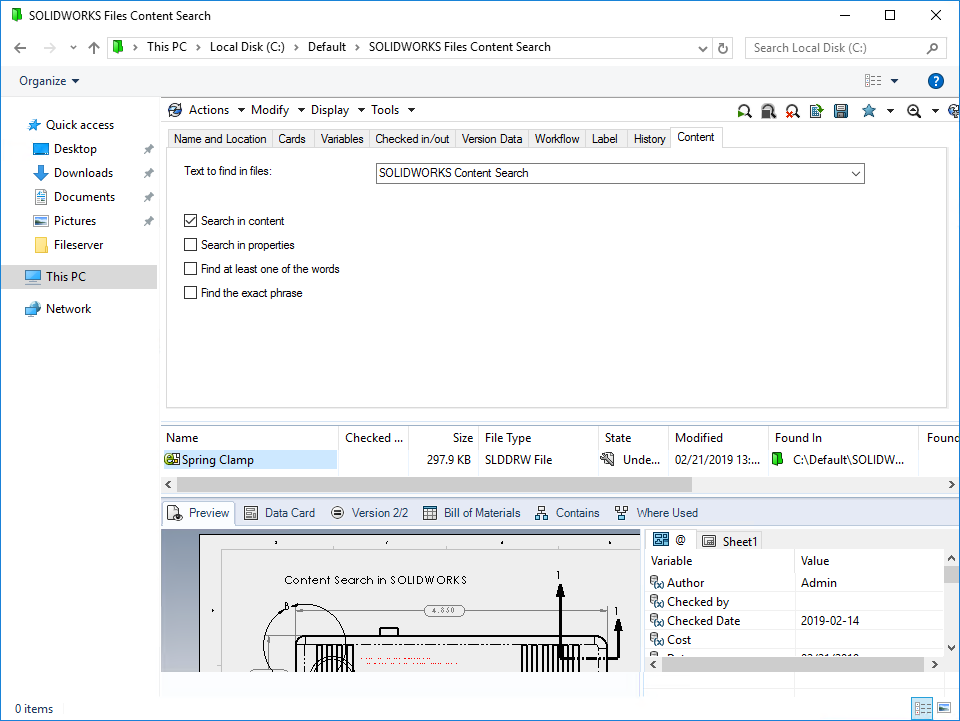 SOLIDWORKS Files Content Search
This PC > Local Disk (C:) > Default > SOLIDWORKS Files Content Search
Search Local Disk (C:)
Organize
?
Quick access
Desktop
Downloads
Documents
Pictures
Fileserver
This PC
Network
Actions Modify Display Tools
Name and Location Cards Variables Checked in/out Version Data Workflow Label History Content
Text to find in files: SOLIDWORKS Content Search
Search in content
Search in properties
Find at least one of the words
Find the exact phrase
Name Checked ... Size File Type State Modified Found In Found
Spring Clamp 297.9 KB SLDDRW File Unde... 02/21/2019 13:... C:\Default\SOLIDW...
Preview Data Card Version 2/2 Bill of Materials Contains Where Used
@ Sheet1
Variable Value
Author Admin
Checked by
Checked Date 2019-02-14
Cost
Content Search in SOLIDWORKS
1
B
1
0 items